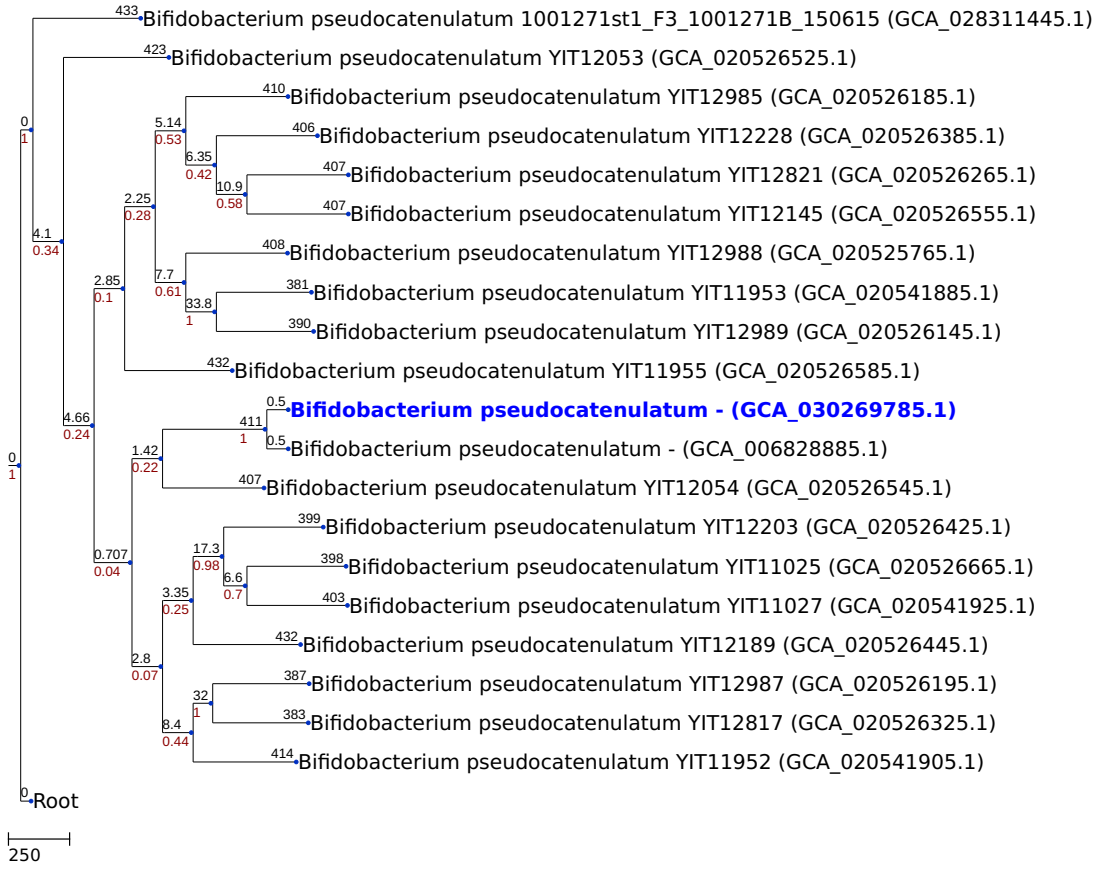 433 Bifidobacterium pseudocatenulatum 1001271st1_F3_1001271B_150615 (GCA_028311445.1)
423 Bifidobacterium pseudocatenulatum YIT12053 (GCA_020526525.1)
410 Bifidobacterium pseudocatenulatum YIT12985 (GCA_020526185.1)
0 5.14 406 Bifidobacterium pseudocatenulatum YIT12228 (GCA_020526385.1)
1 0.53
6.35 407 Bifidobacterium pseudocatenulatum YIT12821 (GCA_020526265.1)
0.42
10.9
2.25 0.58
407 Bifidobacterium pseudocatenulatum YIT12145 (GCA_020526555.1)
0.28
4.1
0.34
408 Bifidobacterium pseudocatenulatum YIT12988 (GCA_020525765.1)
2.85 7.7
0.1 0.61
381 Bifidobacterium pseudocatenulatum YIT11953 (GCA_020541885.1)
33.8
1
390 Bifidobacterium pseudocatenulatum YIT12989 (GCA_020526145.1)
432 Bifidobacterium pseudocatenulatum YIT11955 (GCA_020526585.1)
0.5 Bifidobacterium pseudocatenulatum - (GCA_030269785.1)
4.66 411
0.24 1
0.5 Bifidobacterium pseudocatenulatum - (GCA_006828885.1)
0 1.42
1 0.22
407 Bifidobacterium pseudocatenulatum YIT12054 (GCA_020526545.1)
399 Bifidobacterium pseudocatenulatum YIT12203 (GCA_020526425.1)
0.707 17.3
0.04 0.98
398 Bifidobacterium pseudocatenulatum YIT11025 (GCA_020526665.1)
3.35 6.6
0.25 0.7
403 Bifidobacterium pseudocatenulatum YIT11027 (GCA_020541925.1)
432 Bifidobacterium pseudocatenulatum YIT12189 (GCA_020526445.1)
2.8
0.07
387 Bifidobacterium pseudocatenulatum YIT12987 (GCA_020526195.1)
32
1
383 Bifidobacterium pseudocatenulatum YIT12817 (GCA_020526325.1)
8.4
0.44
414 Bifidobacterium pseudocatenulatum YIT11952 (GCA_020541905.1)
0 Root
250